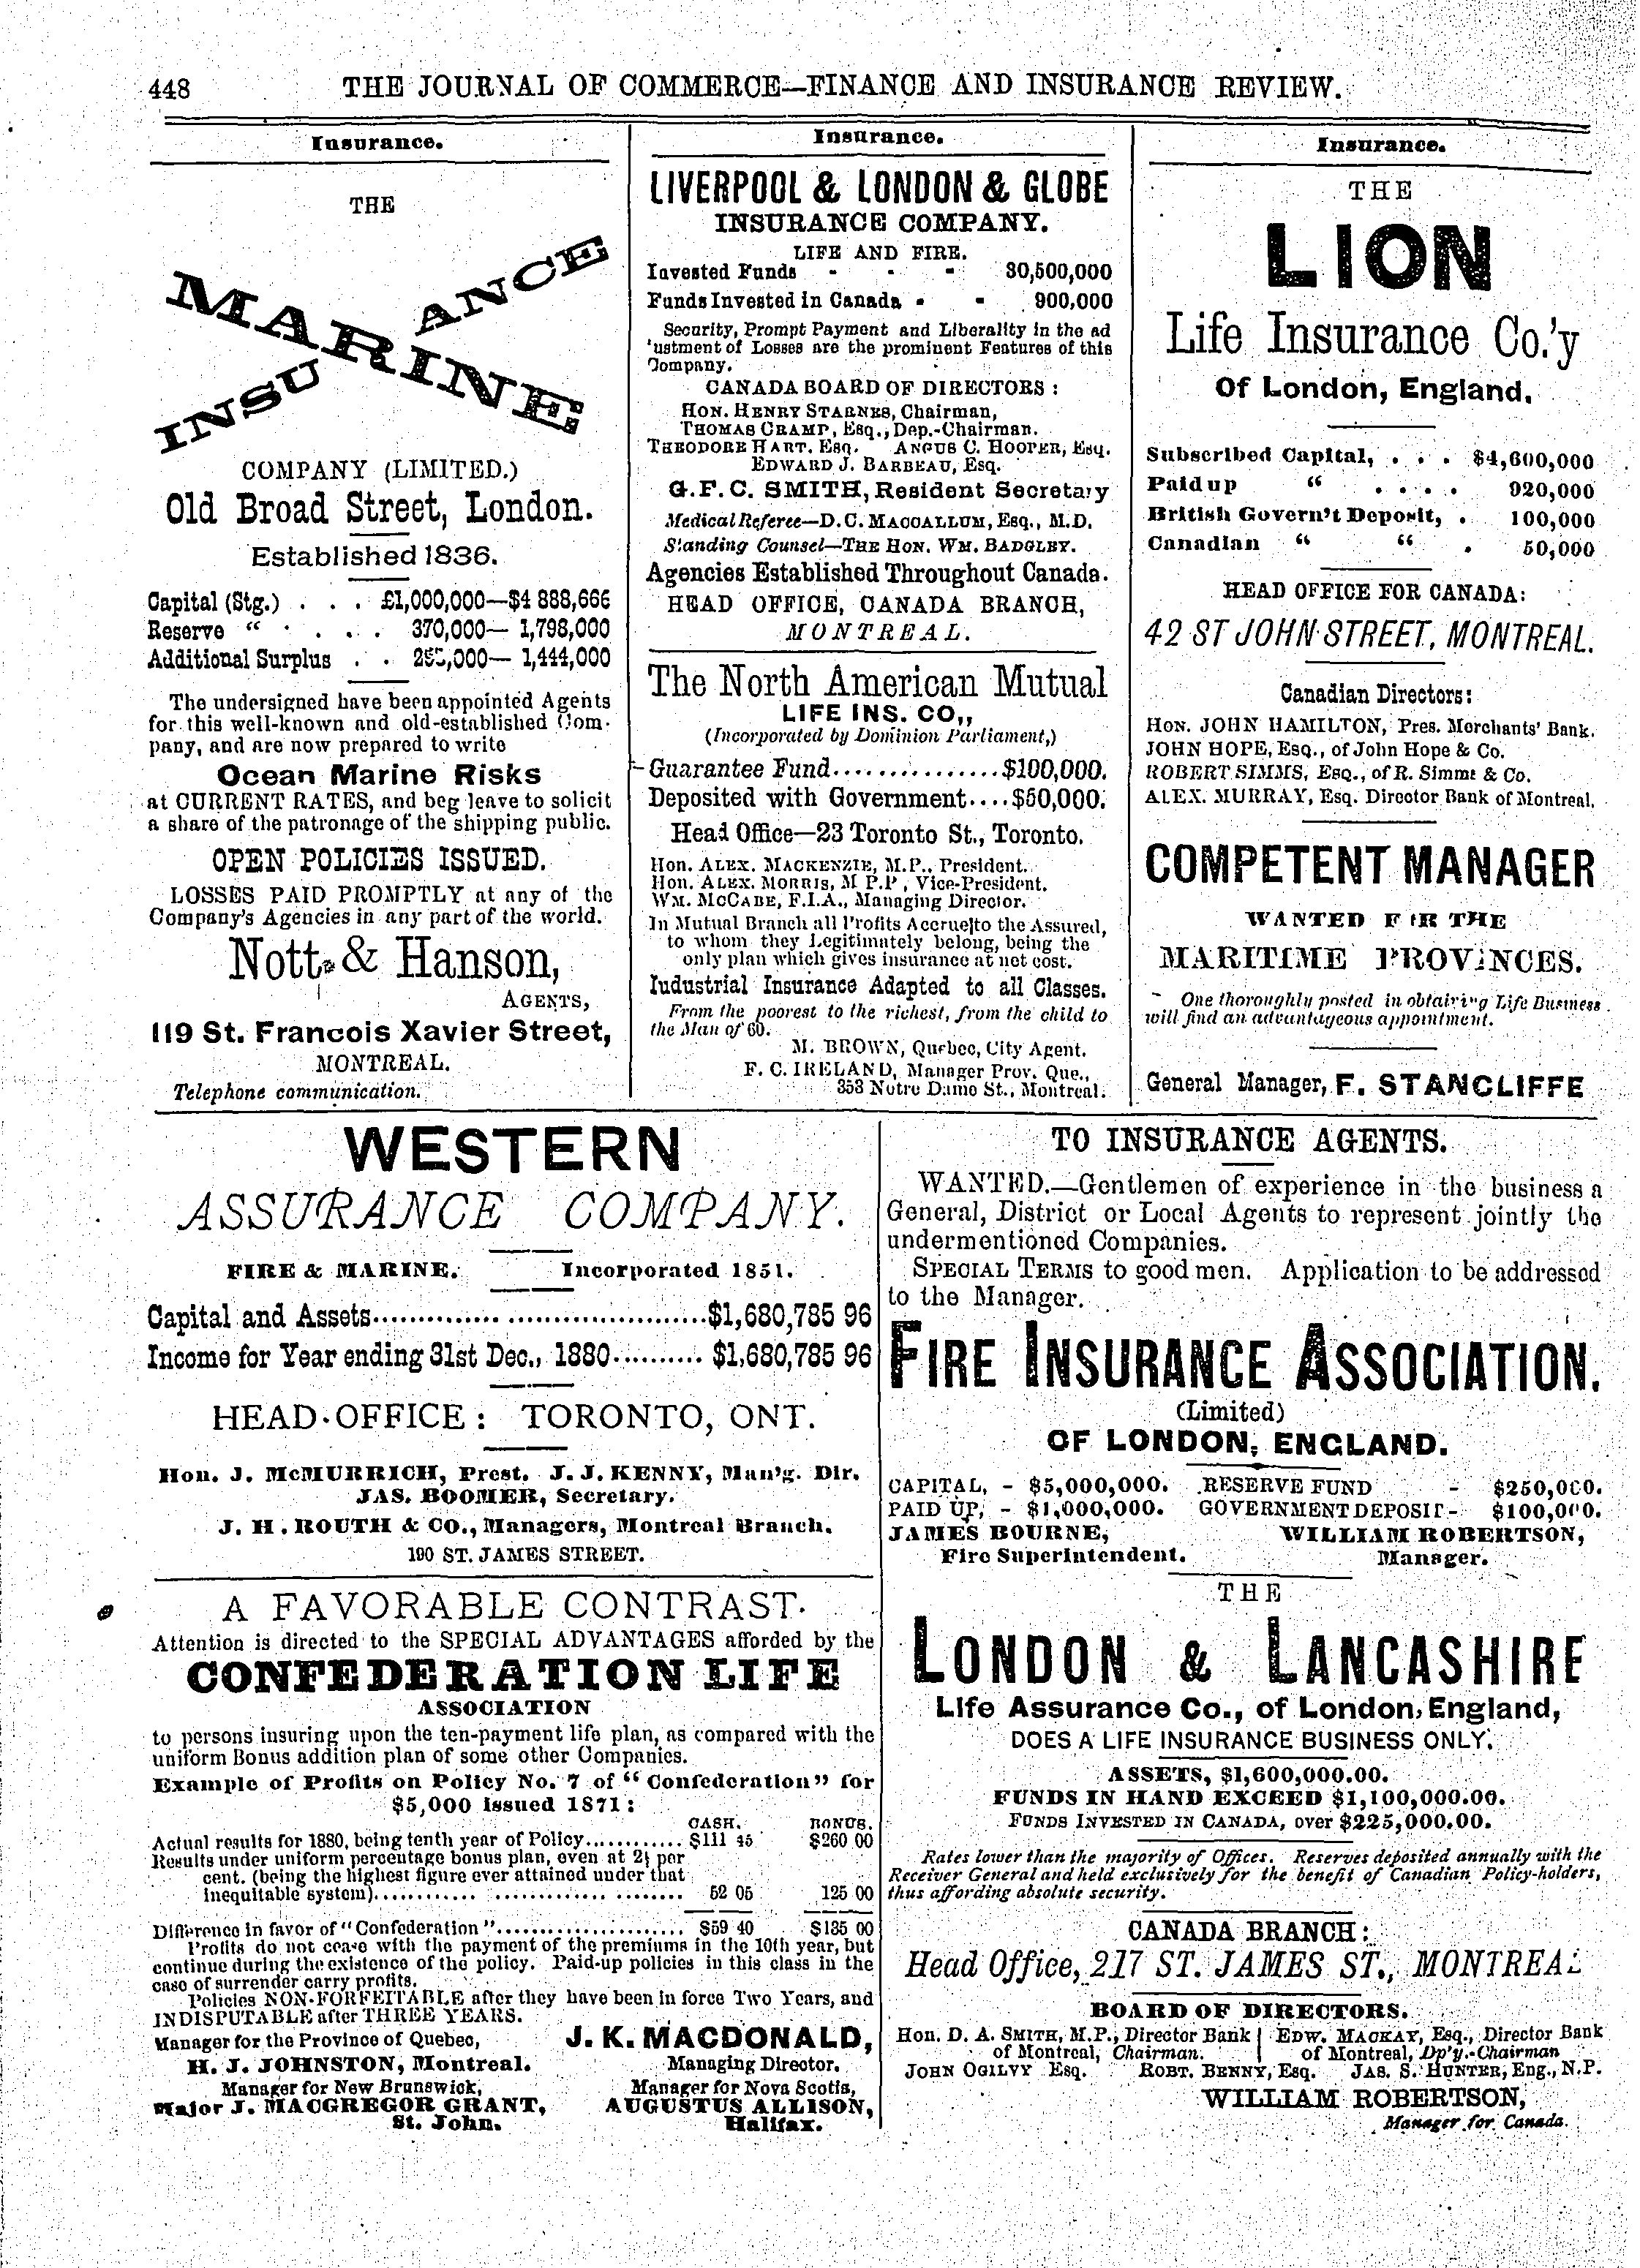 448 THE JOURNAL OF COMMERCE—FINANCE AND INSURANCE REVIEW.
Insurance.
THE
MARINE
INSURANCE
COMPANY (LIMITED.)
Old Broad Street, London.
Established 1836.
Capital (Stg.) . . . £1,000,000—$4 888,666
Reserve “ . . . . 370,000— 1,798,000
Additional Surplus . . ,000— 1,444,000
The undersigned have been appointed Agents
for this well-known and old-established Com-
pany, and are now prepared to write
Ocean Marine Risks
at CURRENT RATES, and beg leave to solicit
a share of the patronage of the shipping public.
OPEN POLICIES ISSUED.
LOSSES PAID PROMPTLY at any of the
Company's Agencies in any part of the world.
Nott & Hanson,
AGENTS,
119 St. Francois Xavier Street,
MONTREAL.
Telephone communication.
Insurance.
LIVERPOOL & LONDON & GLOBE
INSURANCE COMPANY.
LIFE AND FIRE.
Invested Funds - - - 30,500,000
Funds Invested in Canada - - 900,000
Security, Prompt Payment and Liberality in the ad
'ustment of Losses are the prominent Features of this
Company.
CANADA BOARD OF DIRECTORS :
HON. HENRY STARNES, Chairman,
THOMAS CRAMP, Esq., Dep.-Chairman.
THEODORE HART, Esq. ANGUS C. HOOPER, Esq.
EDWARD J. BARBEAU, Esq.
G. F. C. SMITH, Resident Secretary
Medical Referee—D. C. MACCALLUM, Esq., M.D.
Standing Counsel—THE HON. WM. BADGLEY.
Agencies Established Throughout Canada.
HEAD OFFICE, CANADA BRANCH,
MONTREAL.
The North American Mutual
LIFE INS. CO,,
(Incorporated by Dominion Parliament,)
Guarantee Fund................$100,000.
Deposited with Government....$50,000.
Head Office—23 Toronto St., Toronto.
Hon. ALEX. MACKENZIE, M.P., President.
Hon. ALEX. MORRIS, M P.P , Vice-President.
WM. MCCABE, F.I.A., Managing Director.
In Mutual Branch all Profits Accrue to the Assured,
to whom they Legitimately belong, being the
only plan which gives insurance at net cost.
Industrial Insurance Adapted to all Classes.
From the poorest to the richest, from the child to
the Man of 60.
M. BROWN, Quebec, City Agent.
F. C. IRELAND, Manager Prov. Que.,
353 Notre Dame St., Montreal.
Insurance.
THE
LION
Life Insurance Co.'y
Of London, England.
Subscribed Capital, . . . $4,600,000
Paid up “ . . . . 920,000
British Govern't Deposit, . 100,000
Canadian “ “ . 50,000
HEAD OFFICE FOR CANADA:
42 ST JOHN STREET, MONTREAL.
Canadian Directors:
HON. JOHN HAMILTON, Pres. Merchants' Bank.
JOHN HOPE, Esq., of John Hope & Co.
ROBERT SIMMS, Esq., of R. Simms & Co.
ALEX. MURRAY, Esq. Director Bank of Montreal.
COMPETENT MANAGER
WANTED FOR THE
MARITIME PROVINCES.
One thoroughly posted in obtaining Life Business
will find an advantageous appointment.
General Manager, F. STANCLIFFE
WESTERN
ASSURANCE COMPANY.
FIRE & MARINE. Incorporated 1851.
Capital and Assets....................................$1,680,785 96
Income for Year ending 31st Dec., 1880.......... $1,680,785 96
HEAD-OFFICE : TORONTO, ONT.
Hon. J. McMURRICH, Prest. J. J. KENNY, Man'g. Dir.
JAS. BOOMER, Secretary.
J. H. ROUTH & CO., Managers, Montreal Branch.
190 ST. JAMES STREET.
A FAVORABLE CONTRAST.
Attention is directed to the SPECIAL ADVANTAGES afforded by the
CONFEDERATION LIFE
ASSOCIATION
to persons insuring upon the ten-payment life plan, as compared with the
uniform Bonus addition plan of some other Companies.
Example of Profits on Policy No. 7 of “ Confederation” for
$5,000 issued 1871 :
CASH. BONUS.
Actual results for 1880, being tenth year of Policy............ $111 45 $260 00
Results under uniform percentage bonus plan, even at 2½ per
cent. (being the highest figure ever attained under that
inequitable system)................................ 52 05 125 00
Difference in favor of “Confederation ”....................... $59 40 $135 00
Profits do not cease with the payment of the premiums in the 10th year, but
continue during the existence of the policy. Paid-up policies in this class in the
case of surrender carry profits.
Policies NON-FORFEITABLE after they have been in force Two Years, and
INDISPUTABLE after THREE YEARS.
Manager for the Province of Quebec, J. K. MACDONALD,
H. J. JOHNSTON, Montreal. Managing Director.
Manager for New Brunswick, Manager for Nova Scotia,
Major J. MACGREGOR GRANT, AUGUSTUS ALLISON,
St. John. Halifax.
TO INSURANCE AGENTS.
WANTED.—Gentlemen of experience in the business a
General, District or Local Agents to represent jointly the
undermentioned Companies.
SPECIAL TERMS to good men. Application to be addressed
to the Manager.
FIRE INSURANCE ASSOCIATION.
(Limited)
OF LONDON, ENGLAND.
CAPITAL, - $5,000,000. RESERVE FUND - $250,000.
PAID UP, - $1,000,000. GOVERNMENT DEPOSIT - $100,000.
JAMES BOURNE, WILLIAM ROBERTSON,
Fire Superintendent. Manager.
THE
LONDON & LANCASHIRE
Life Assurance Co., of London, England,
DOES A LIFE INSURANCE BUSINESS ONLY.
ASSETS, $1,600,000.00.
FUNDS IN HAND EXCEED $1,100,000.00.
FUNDS INVESTED IN CANADA, OVER $225,000.00.
Rates lower than the majority of Offices. Reserves deposited annually with the
Receiver General and held exclusively for the benefit of Canadian Policy-holders,
thus affording absolute security.
CANADA BRANCH :
Head Office, 217 ST. JAMES ST., MONTREAL
BOARD OF DIRECTORS.
Hon. D. A. SMITH, M.P., Director Bank | EDW. MACKAY, Esq., Director Bank
of Montreal, Chairman. | of Montreal, Dp'y.-Chairman
JOHN OGILVY Esq. ROBT. BENNY, Esq. JAS. S. HUNTER, Eng., N.P.
WILLIAM ROBERTSON,
Manager for Canada.